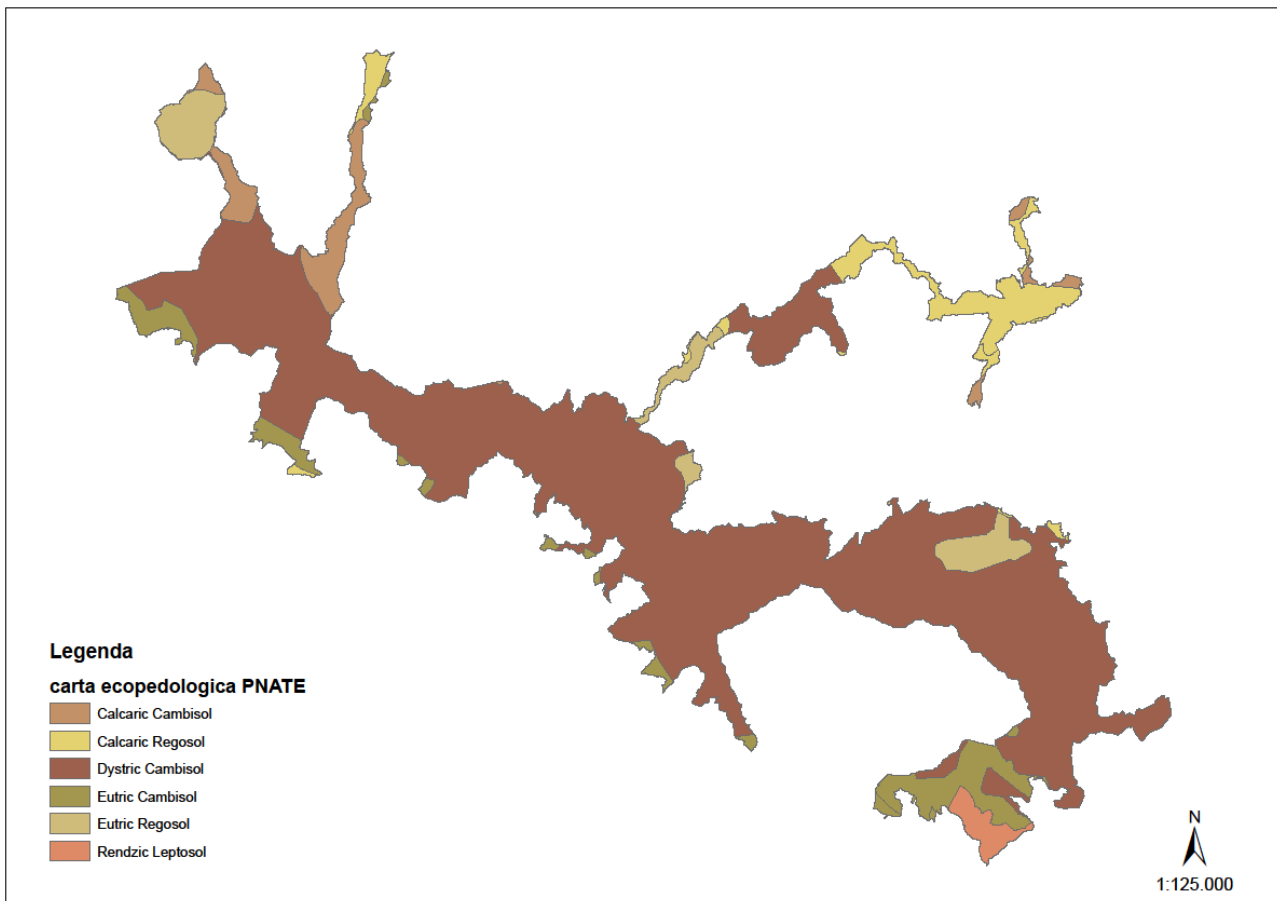 Legenda
carta ecopedologica PNATE
Calcaric Cambisol
Calcaric Regosol
Dystric Cambisol
Eutric Cambisol
Eutric Regosol
Rendzic Leptosol
N
1:125.000